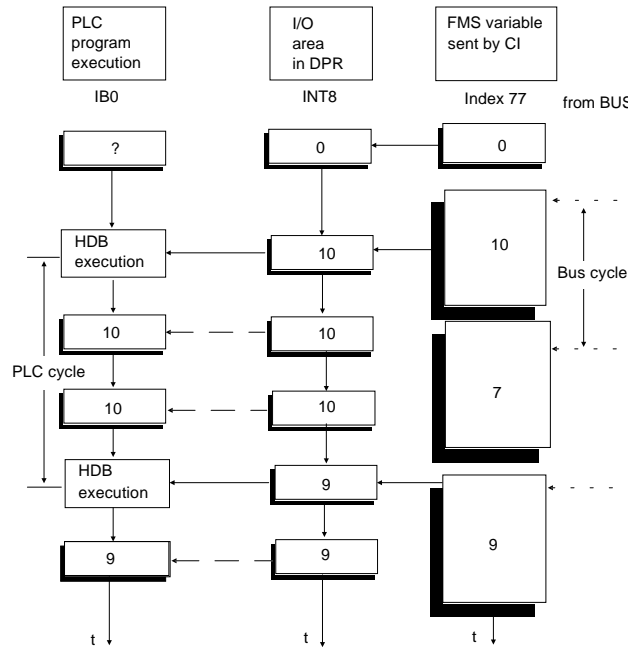 PLC
program
execution
I/O
area
in DPR
FMS variable
sent by CI
IB0
INT8
Index 77
from BUS
?
0
0
HDB
execution
10
10
Bus cycle
10
10
PLC cycle
7
10
10
HDB
execution
9
9
9
9
t
t
t